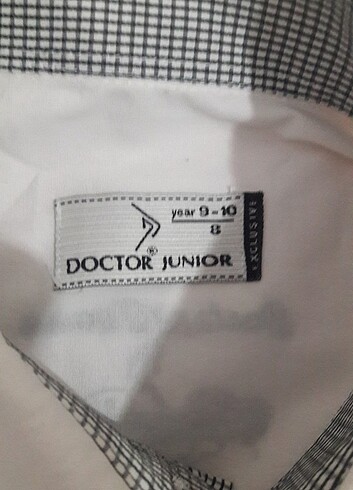 year 9-10
8
®
DOCTOR JUNIOR
EXCLUSIVE